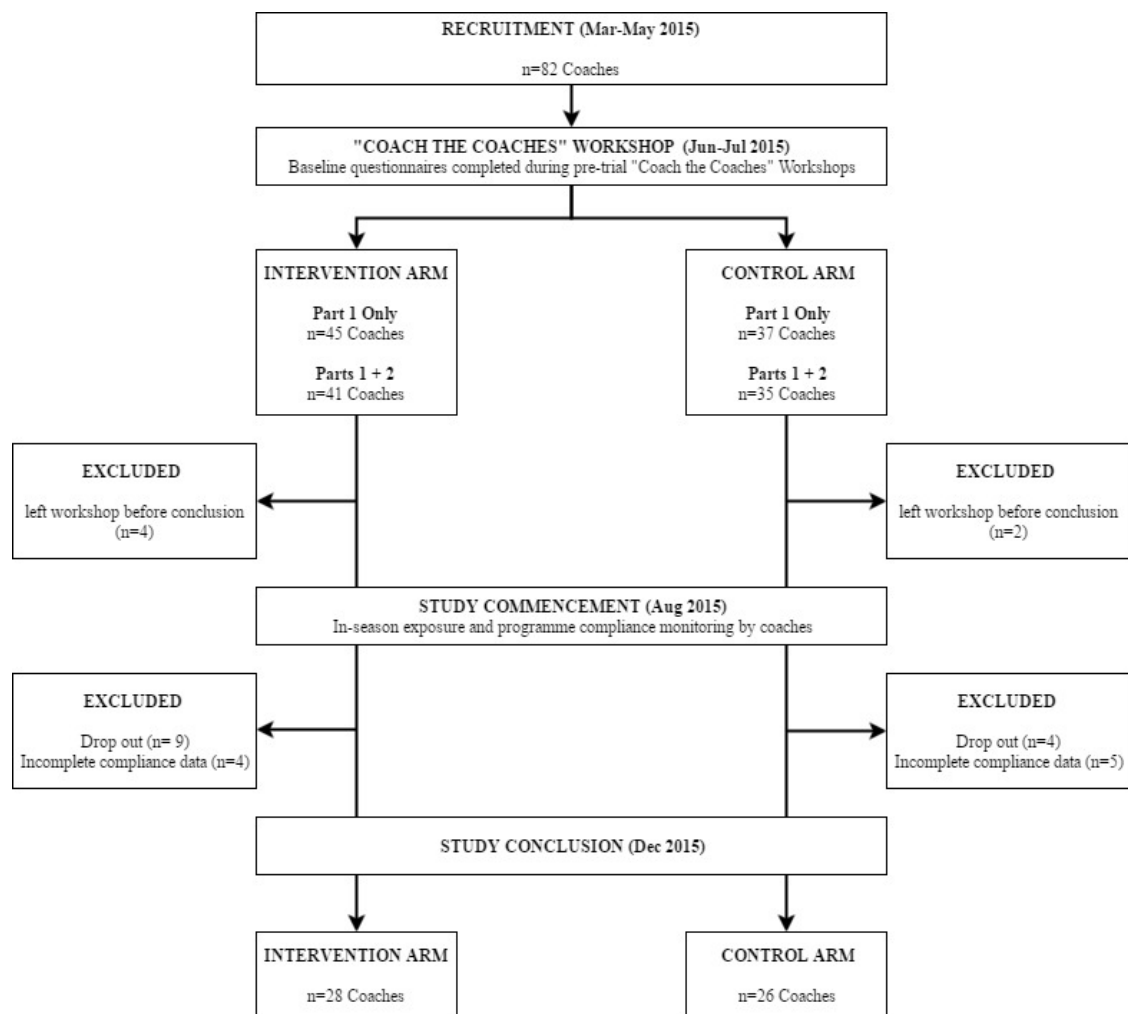 RECRUITMENT (Mar-May 2015)
n=82 Coaches
"COACH THE COACHES" WORKSHOP (Jun-Jul 2015)
Baseline questionnaires completed during pre-trial "Coach the Coaches" Workshops
INTERVENTION ARM
Part 1 Only
n=45 Coaches
Parts 1 + 2
n=41 Coaches
CONTROL ARM
Part 1 Only
n=37 Coaches
Parts 1 + 2
n=35 Coaches
EXCLUDED
left workshop before conclusion
(n=4)
EXCLUDED
left workshop before conclusion
(n=2)
STUDY COMMENCEMENT (Aug 2015)
In-season exposure and programme compliance monitoring by coaches
EXCLUDED
Drop out (n= 9)
Incomplete compliance data (n=4)
EXCLUDED
Drop out (n=4)
Incomplete compliance data (n=5)
STUDY CONCLUSION (Dec 2015)
INTERVENTION ARM
n=28 Coaches
CONTROL ARM
n=26 Coaches